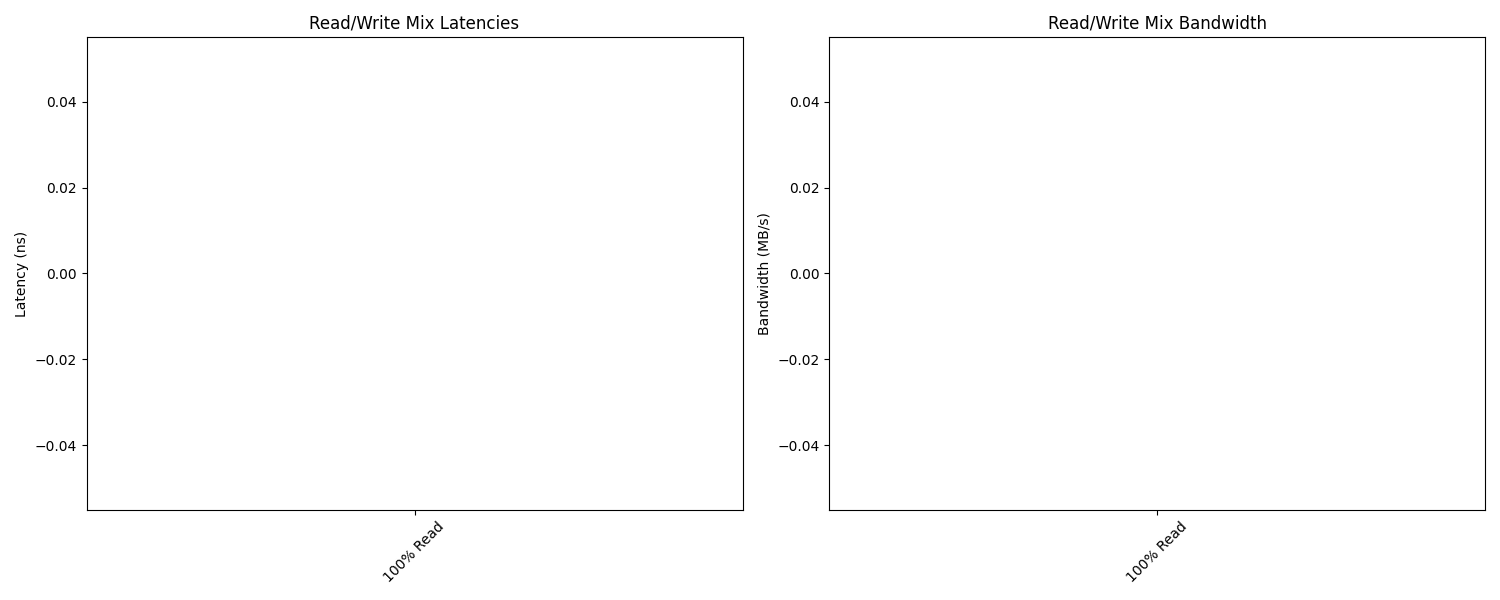 Read/Write Mix Latencies
Latency (ns)
0.04
0.02
0.00
−0.02
−0.04
100% Read
Read/Write Mix Bandwidth
Bandwidth (MB/s)
0.04
0.02
0.00
−0.02
−0.04
100% Read